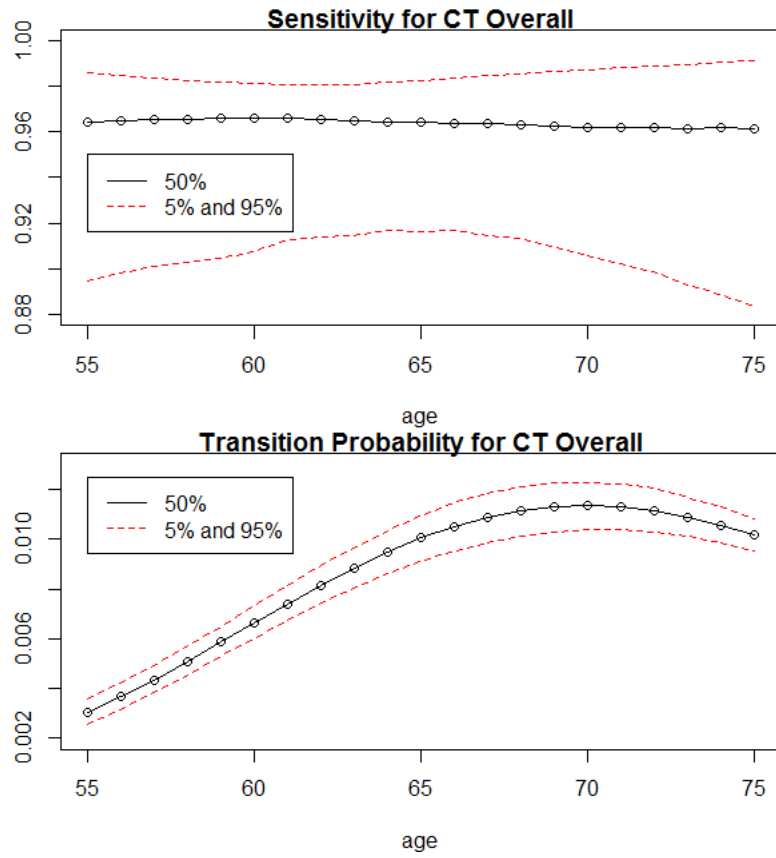 Sensitivity for CT Overall
1.00
0.96
0.92
0.88
50%
5% and 95%
55 60 65 70 75
age
Transition Probability for CT Overall
0.010
0.006
0.002
50%
5% and 95%
55 60 65 70 75
age